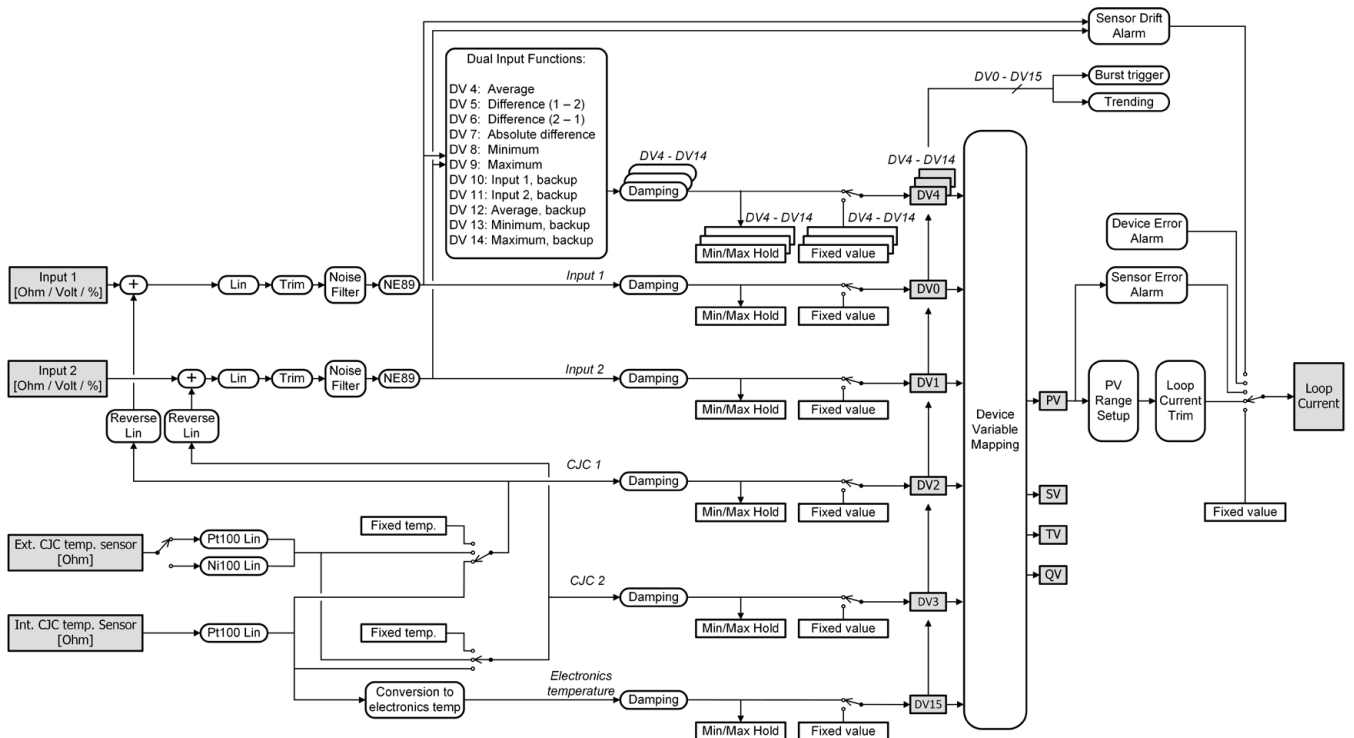 Sensor Drift
Alarm
Dual Input Functions:
DV 4: Average
DV 5: Difference (1 – 2)
DV 6: Difference (2 – 1)
DV 7: Absolute difference
DV 8: Minimum
DV 9: Maximum
DV 10: Input 1, backup
DV 11: Input 2, backup
DV 12: Average, backup
DV 13: Minimum, backup
DV 14: Maximum, backup
DV0 - DV15
Burst trigger
Trending
DV4 - DV14
Damping
DV4 - DV14
DV4
DV4 - DV14
Min/Max Hold
DV4 - DV14
Fixed value
Device Error
Alarm
Input 1
[Ohm / Volt / %]
+
Lin
Trim
Noise
Filter
NE89
Input 1
Damping
Min/Max Hold
Fixed value
DV0
Sensor Error
Alarm
Input 2
[Ohm / Volt / %]
+
Lin
Trim
Noise
Filter
NE89
Input 2
Damping
Min/Max Hold
Fixed value
DV1
Reverse
Lin
Reverse
Lin
Device
Variable
Mapping
PV
PV
Range
Setup
Loop
Current
Trim
Loop
Current
CJC 1
Damping
Min/Max Hold
Fixed value
DV2
SV
TV
QV
Fixed value
Ext. CJC temp. sensor
[Ohm]
Pt100 Lin
Ni100 Lin
Fixed temp.
CJC 2
Damping
Min/Max Hold
Fixed value
DV3
Int. CJC temp. Sensor
[Ohm]
Pt100 Lin
Fixed temp.
Conversion to
electronics temp
Electronics
temperature
Damping
Min/Max Hold
Fixed value
DV15